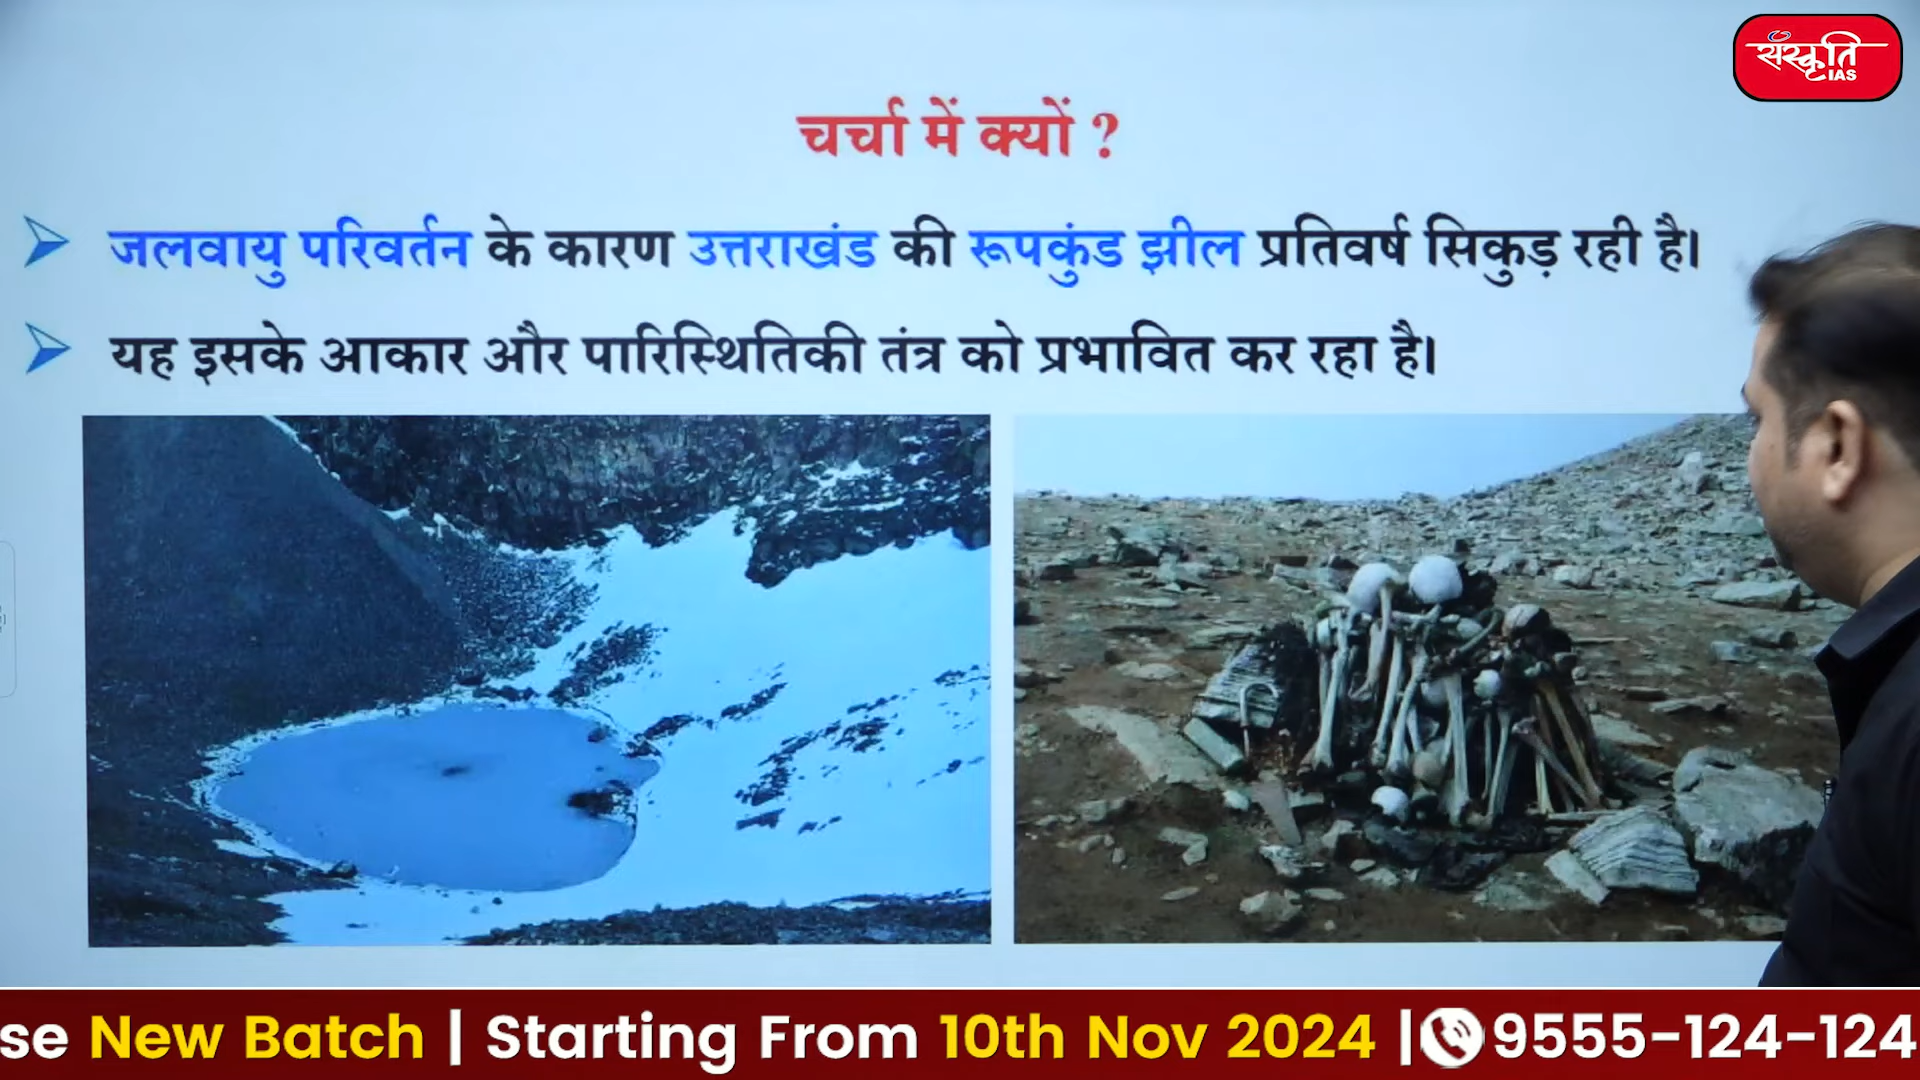 संस्कृति
IAS
चर्चा में क्यों ?
जलवायु परिवर्तन के कारण उत्तराखंड की रूपकुंड झील प्रतिवर्ष सिकुड़ रही है।
यह इसके आकार और पारिस्थितिकी तंत्र को प्रभावित कर रहा है।
se New Batch | Starting From 10th Nov 2024 | 9555-124-124